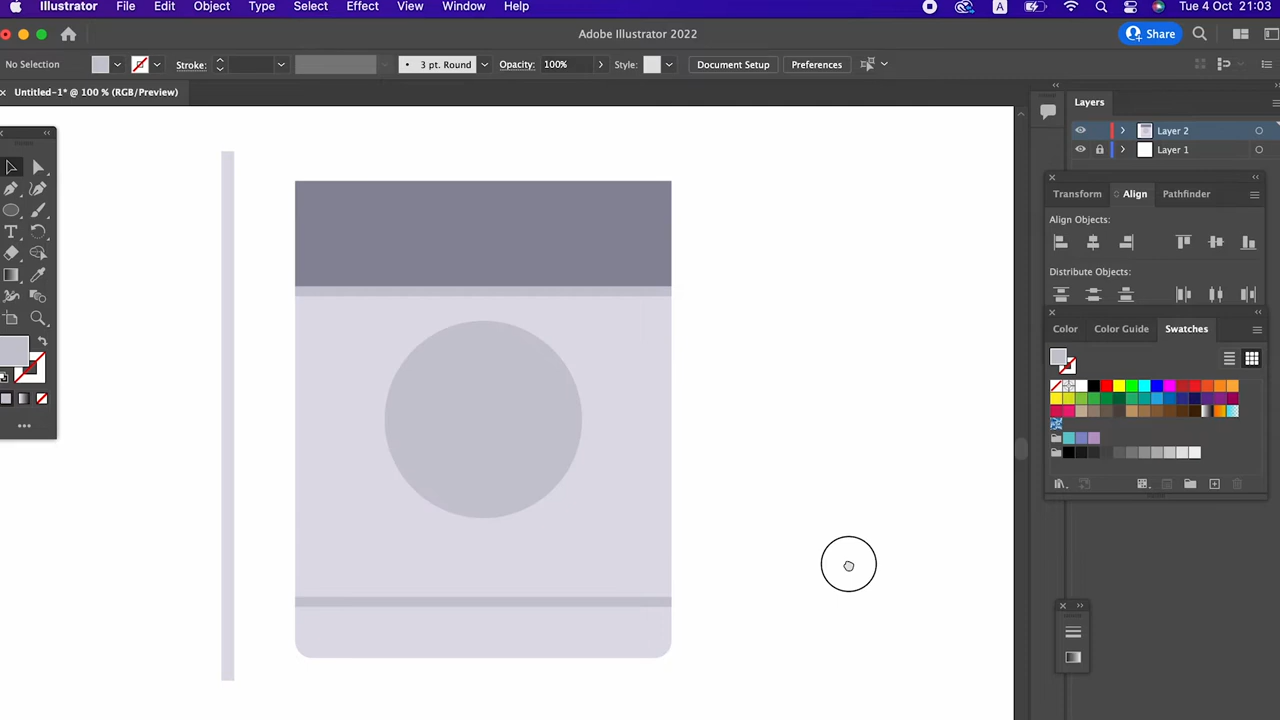 Illustrator File Edit Object Type Select Effect View Window Help A Tue 4 Oct 21:03
Adobe Illustrator 2022 Share
No Selection Stroke: 3 pt. Round Opacity: 100% Style: Document Setup Preferences
Untitled-1* @ 100 % (RGB/Preview)
Layers
Layer 2
Layer 1
Transform Align Pathfinder
Align Objects:
Distribute Objects:
Color Color Guide Swatches